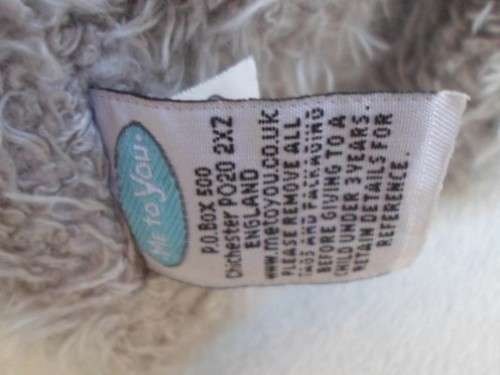 Me to You.
P.O.BOX 500
Chichester PO20 2XZ
ENGLAND
www.metoyou.co.uk
PLEASE REMOVE ALL
TAGS AND PACKAGING
BEFORE GIVING TO A
CHILD UNDER 3 YEARS.
RETAIN DETAILS FOR
REFERENCE.